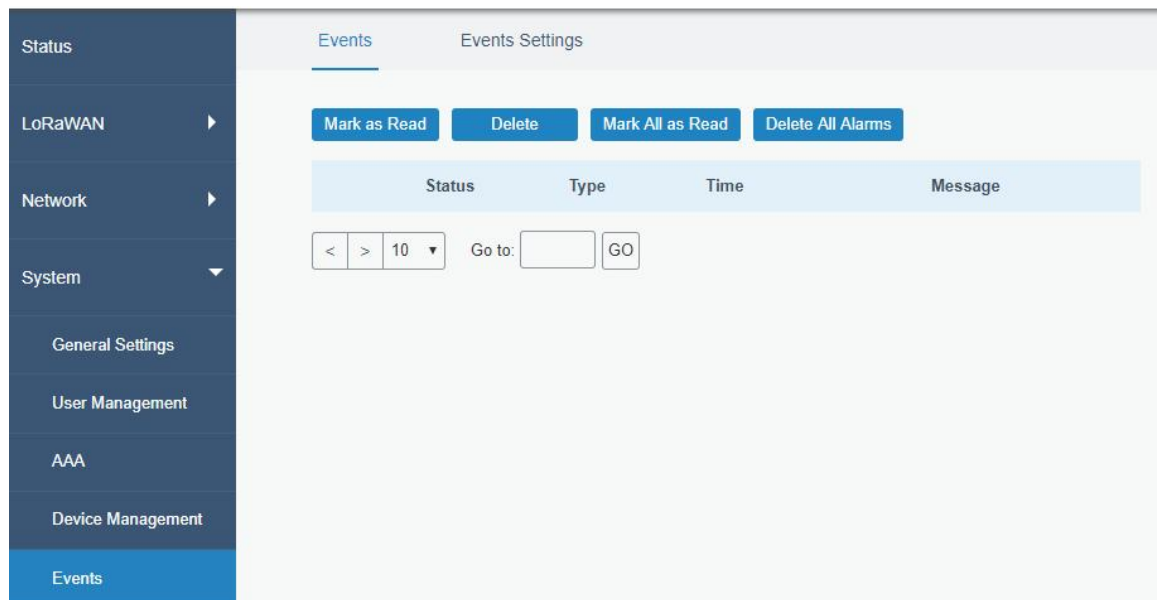 Status
LoRaWAN
Network
System
General Settings
User Management
AAA
Device Management
Events
Events Events Settings
Mark as Read Delete Mark All as Read Delete All Alarms
Status Type Time Message
< > 10 Go to: GO